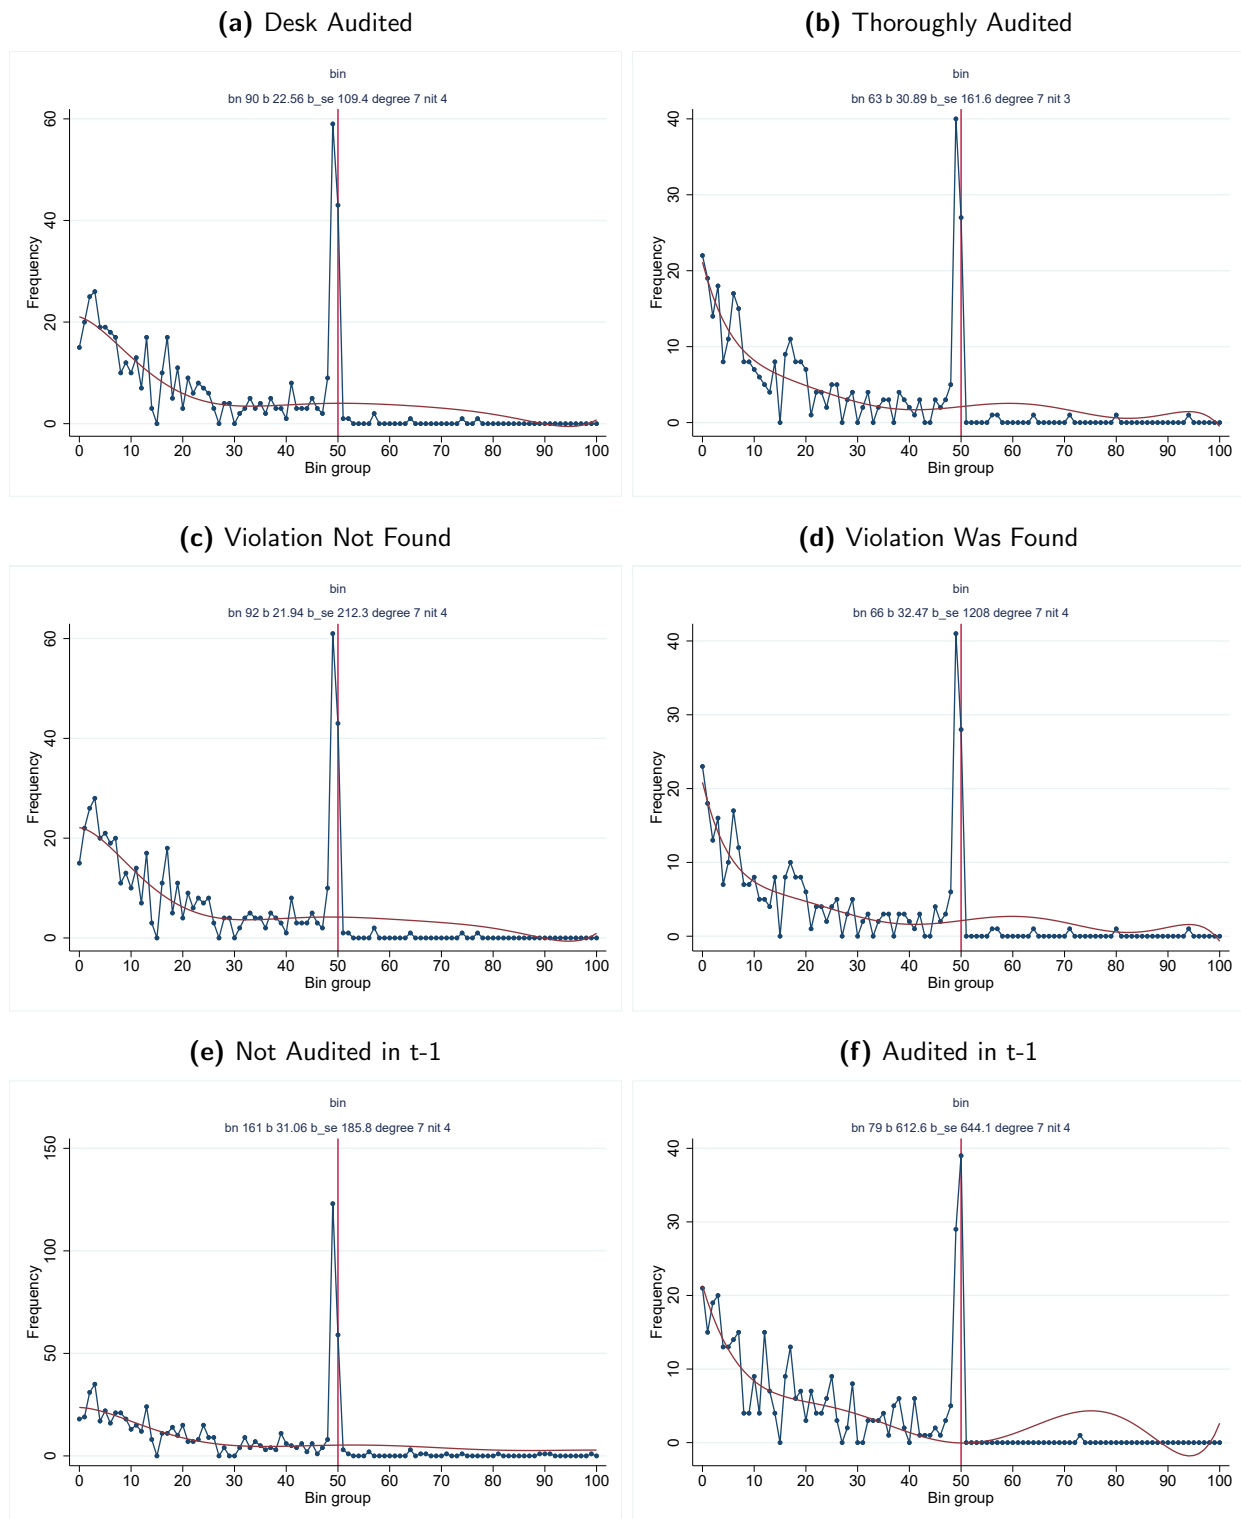 (a) Desk Audited
bin
bn 90 b 22.56 b_se 109.4 degree 7 nit 4
Frequency
60
40
20
0
0 10 20 30 40 50 60 70 80 90 100
Bin group
(b) Thoroughly Audited
bin
bn 63 b 30.89 b_se 161.6 degree 7 nit 3
Frequency
40
30
20
10
0
0 10 20 30 40 50 60 70 80 90 100
Bin group
(c) Violation Not Found
bin
bn 92 b 21.94 b_se 212.3 degree 7 nit 4
Frequency
60
40
20
0
0 10 20 30 40 50 60 70 80 90 100
Bin group
(d) Violation Was Found
bin
bn 66 b 32.47 b_se 1208 degree 7 nit 4
Frequency
40
30
20
10
0
0 10 20 30 40 50 60 70 80 90 100
Bin group
(e) Not Audited in t-1
bin
bn 161 b 31.06 b_se 185.8 degree 7 nit 4
Frequency
150
100
50
0
0 10 20 30 40 50 60 70 80 90 100
Bin group
(f) Audited in t-1
bin
bn 79 b 612.6 b_se 644.1 degree 7 nit 4
Frequency
40
30
20
10
0
0 10 20 30 40 50 60 70 80 90 100
Bin group